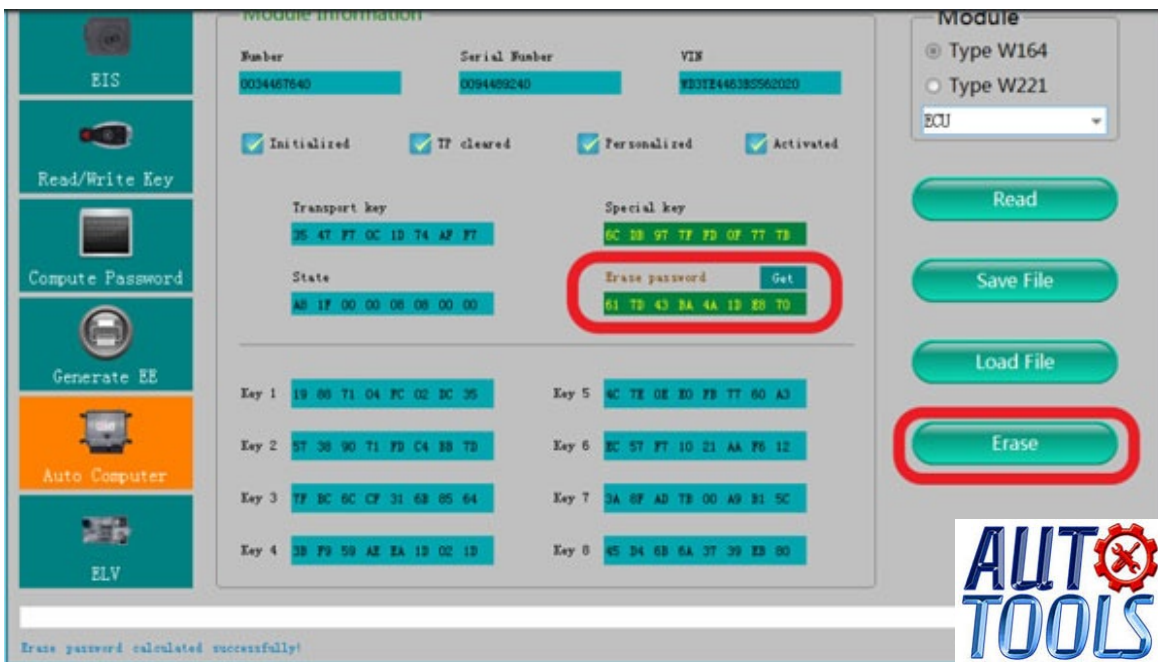 Module Information
Module
Number
Serial Number
VIN
0034467640
0094489240
Type W164
Type W221
ECU
EIS
Initialized
TP cleared
Personalized
Activated
Read/Write Key
Transport key
Special key
Read
35 47 F7 0C 1D 74 AF F7
6C DB 97 7F FD 0F 77 7B
Compute Password
State
Erase password
Get
Save File
A8 1F 00 00 08 08 00 00
61 7D 43 BA 4A 1D E8 70
Generate EE
Load File
Key 1
19 88 71 04 FC 02 DC 35
Key 5
4C 7E 0E E0 FB 77 60 A3
Key 2
57 38 90 71 FD C4 B8 7D
Key 6
EC 57 F7 10 21 AA F6 12
Erase
Auto Computer
Key 3
7F BC 6C CF 31 6B 85 64
Key 7
3A 8F AD 7B 00 A9 B1 5C
Key 4
3B F9 59 AE EA 1D 02 1D
Key 8
45 D4 6B 6A 37 39 EB 80
ELV
AUTO
TOOLS
Erase password calculated successfully!